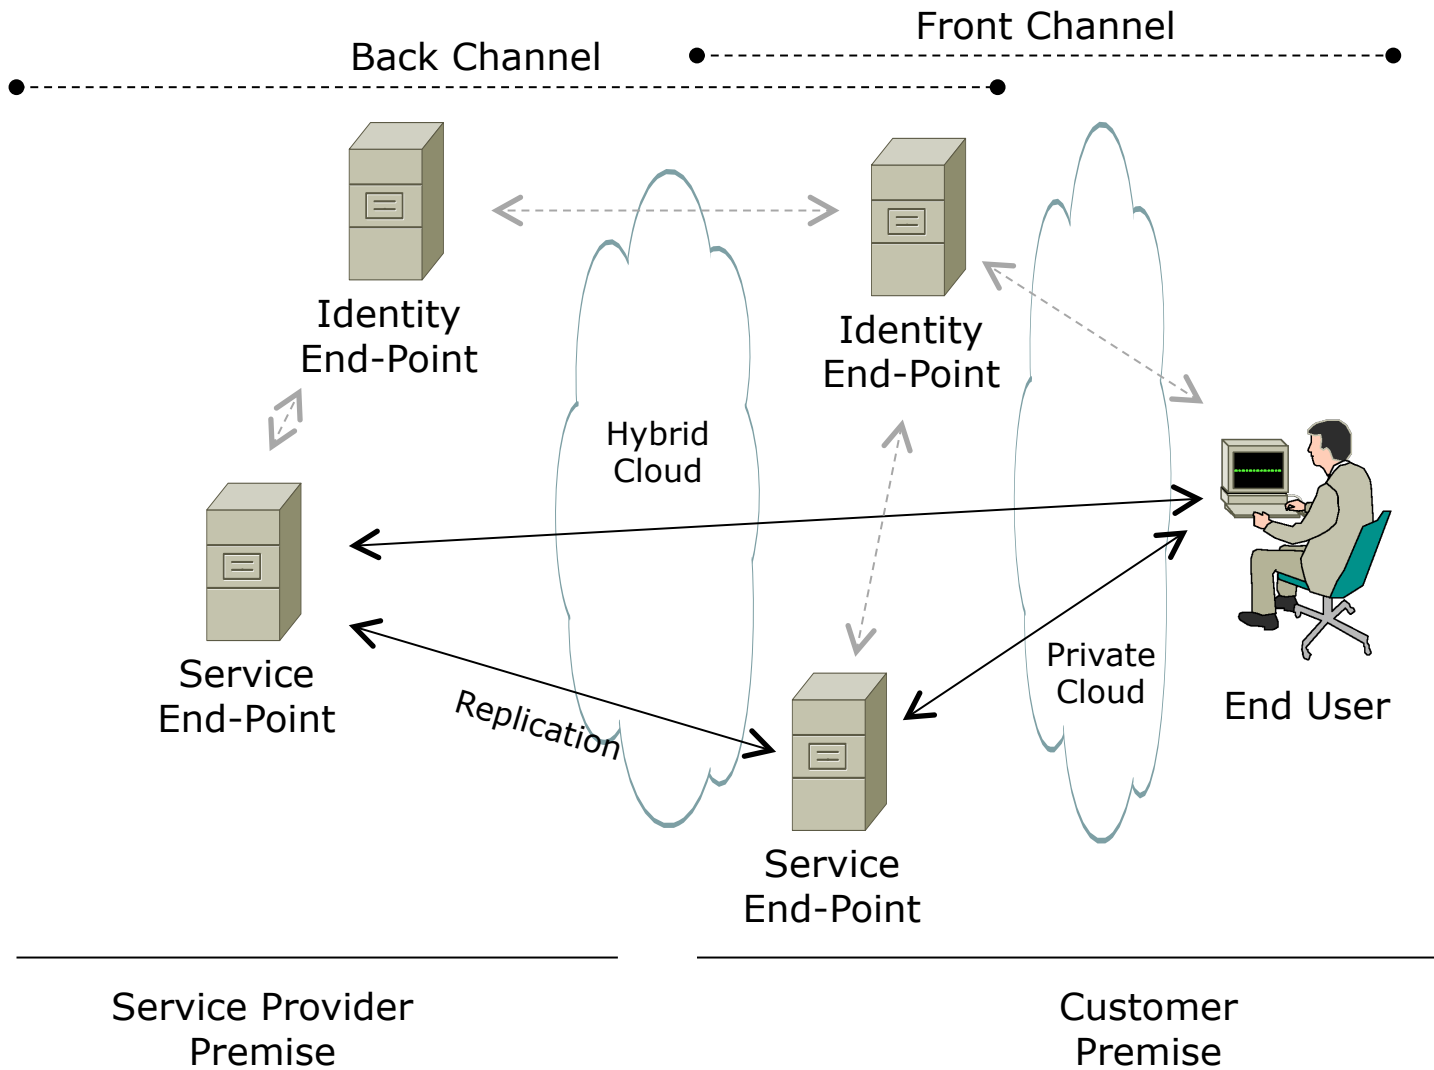 Front Channel
Back Channel
Identity
End-Point
Identity
End-Point
Hybrid
Cloud
Service
End-Point
Replication
Private
Cloud
End User
Service
End-Point
Service Provider
Premise
Customer
Premise